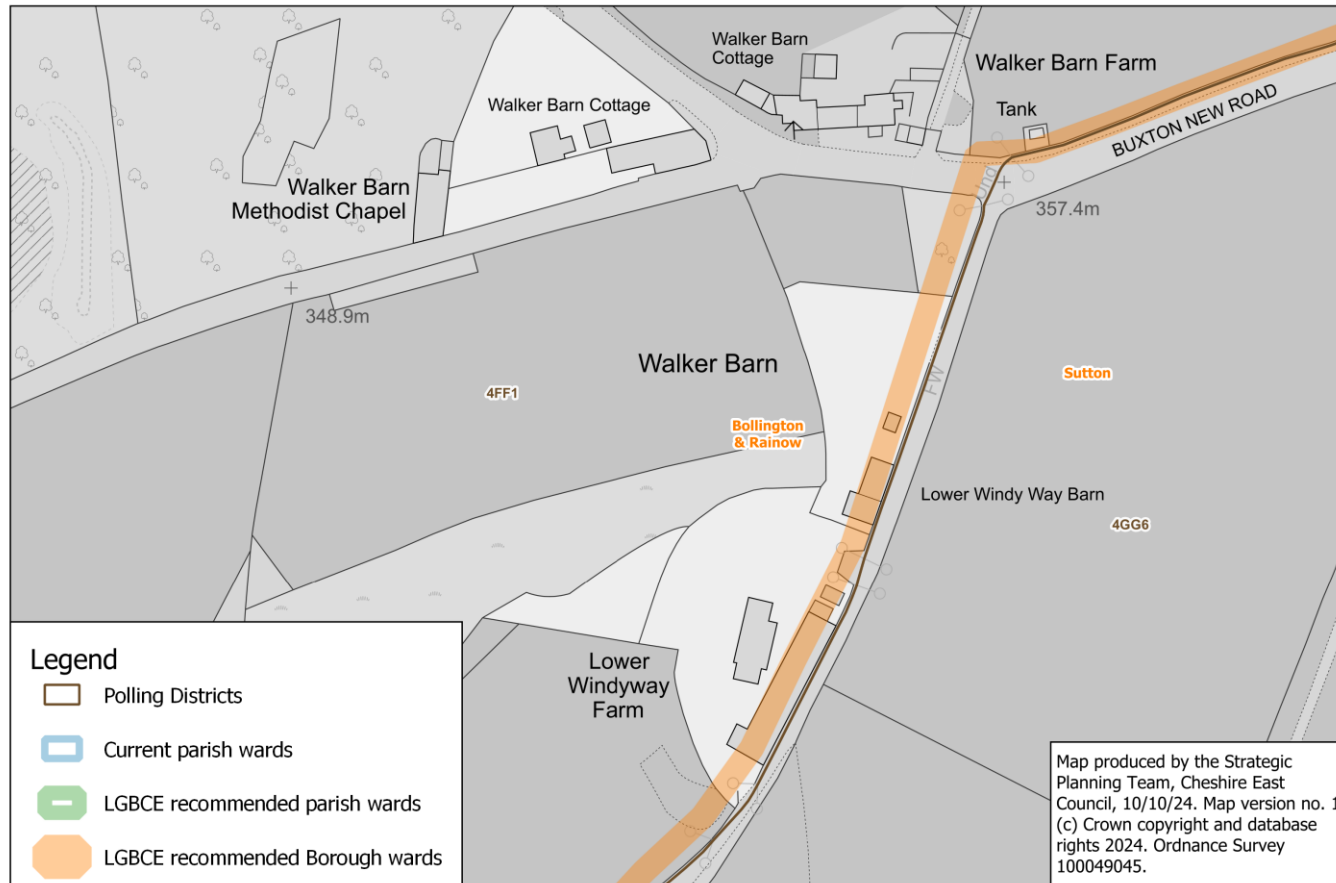 Walker Barn
Cottage
Walker Barn Farm
Walker Barn Cottage
Tank
BUXTON NEW ROAD
Walker Barn
Methodist Chapel
Und
357.4m
348.9m
Walker Barn
FW
Sutton
4FF1
Bollington
& Rainow
Lower Windy Way Barn
4GG6
Lower
Windyway
Farm
Legend
Polling Districts
Current parish wards
LGBCE recommended parish wards
LGBCE recommended Borough wards
Map produced by the Strategic
Planning Team, Cheshire East
Council, 10/10/24. Map version no. 1
(c) Crown copyright and database
rights 2024. Ordnance Survey
100049045.